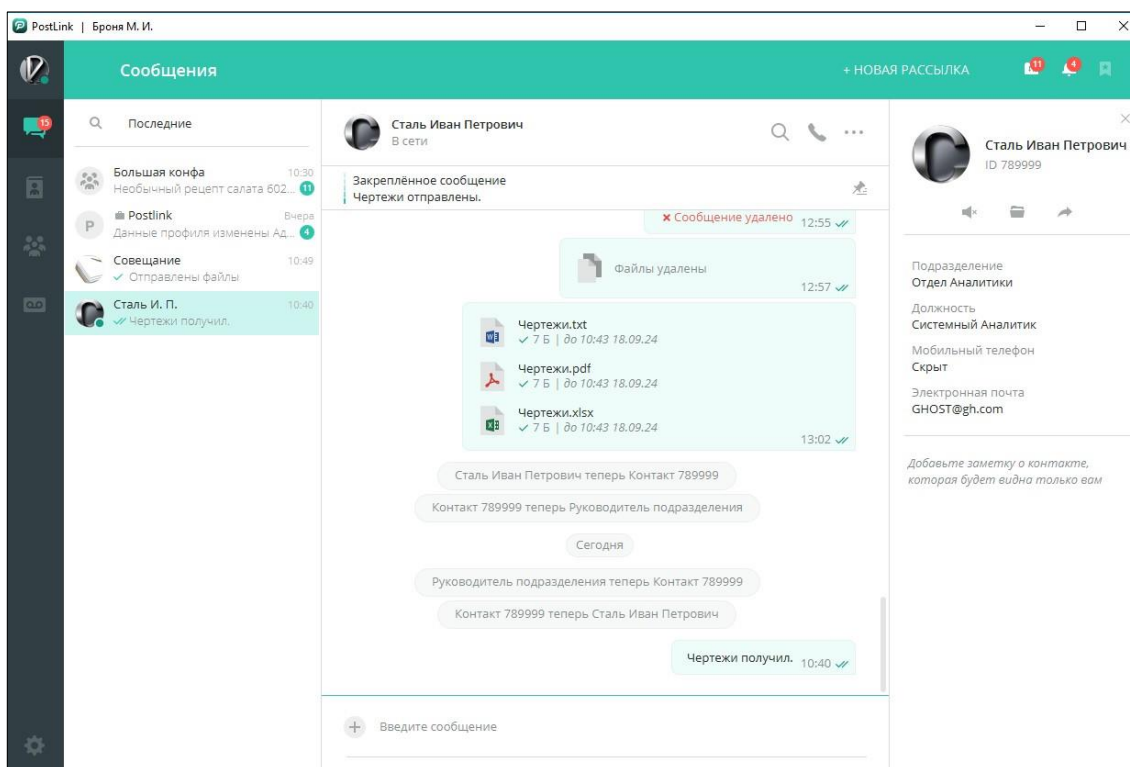 PostLink | Броня М. И.
Сообщения
+ НОВАЯ РАССЫЛКА
11
4
15
Последние
Большая конфа 10:30
Необычный рецепт салата 602... 11
P
Postlink Вчера
Данные профиля изменены Ад... 4
Совещание 10:49
Отправлены файлы
Сталь И. П. 10:40
Чертежи получил.
Сталь Иван Петрович
В сети
Закреплённое сообщение
Чертежи отправлены.
Сообщение удалено 12:55
Файлы удалены
12:57
Чертежи.txt
7 Б | до 10:43 18.09.24
Чертежи.pdf
7 Б | до 10:43 18.09.24
Чертежи.xlsx
7 Б | до 10:43 18.09.24
13:02
Сталь Иван Петрович теперь Контакт 789999
Контакт 789999 теперь Руководитель подразделения
Сегодня
Руководитель подразделения теперь Контакт 789999
Контакт 789999 теперь Сталь Иван Петрович
Чертежи получил. 10:40
Введите сообщение
Сталь Иван Петрович
ID 789999
Подразделение
Отдел Аналитики
Должность
Системный Аналитик
Мобильный телефон
Скрыт
Электронная почта
GHOST@gh.com
Добавьте заметку о контакте,
которая будет видна только вам